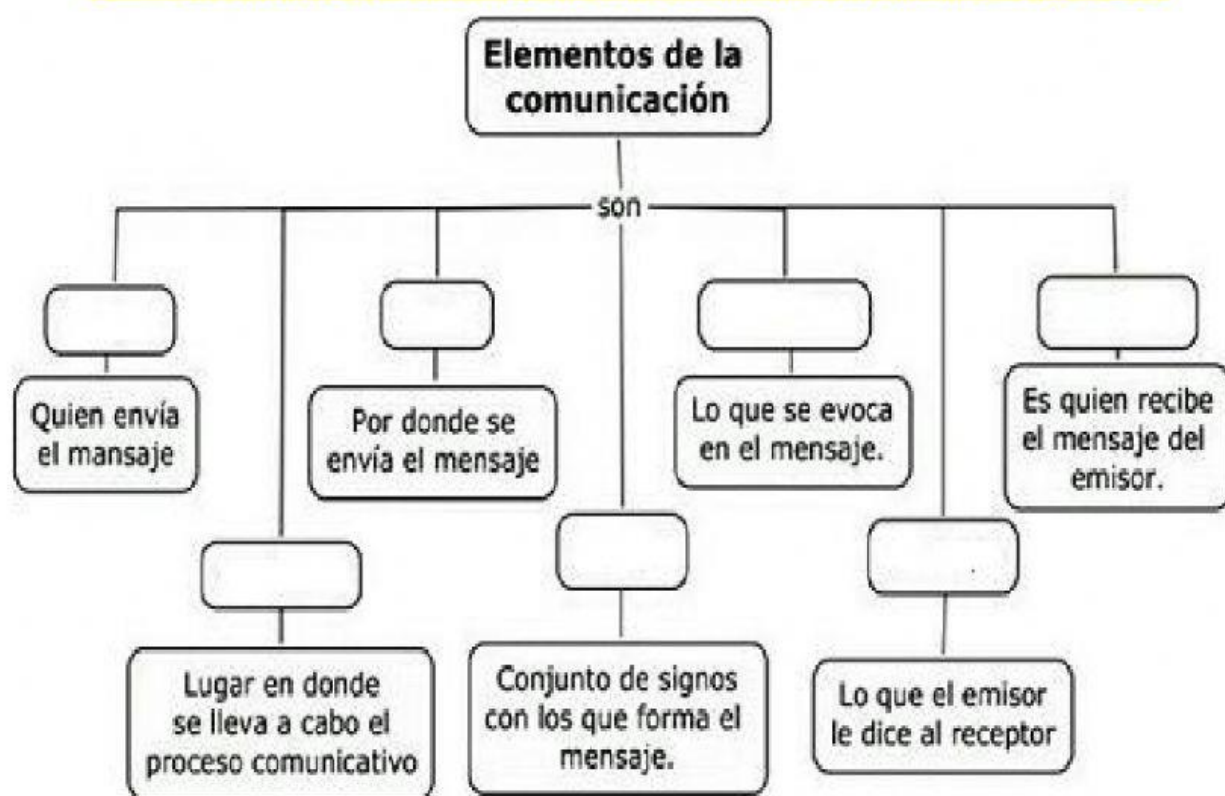 Elementos de la
comunicación
son
Quien envía
el mansaje
Por donde se
envía el mensaje
Lo que se evoca
en el mensaje.
Es quien recibe
el mensaje del
emisor.
Lugar en donde
se lleva a cabo el
proceso comunicativo
Conjunto de signos
con los que forma el
mensaje.
Lo que el emisor
le dice al receptor